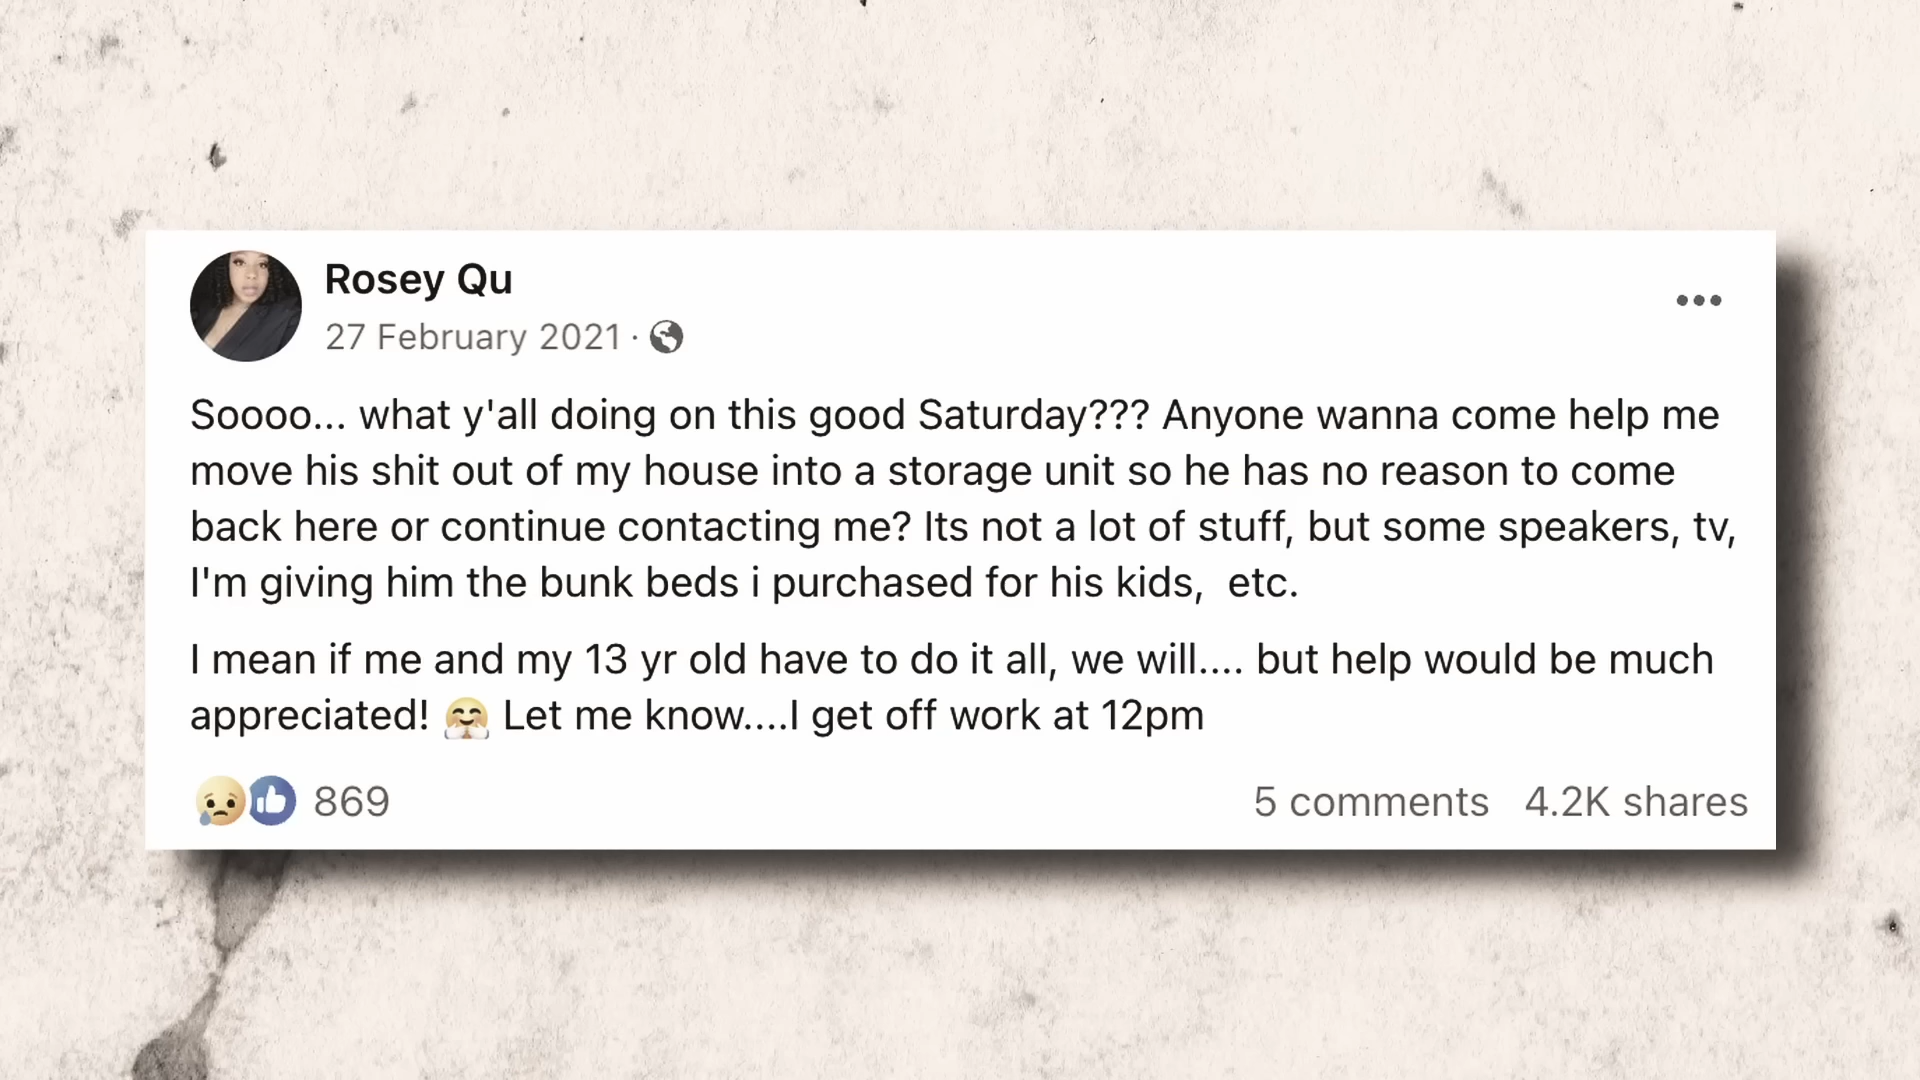 Rosey Qu
27 February 2021 ·
Soooo... what y'all doing on this good Saturday??? Anyone wanna come help me
move his shit out of my house into a storage unit so he has no reason to come
back here or continue contacting me? Its not a lot of stuff, but some speakers, tv,
I'm giving him the bunk beds i purchased for his kids,  etc.
I mean if me and my 13 yr old have to do it all, we will.... but help would be much
appreciated! 🤗 Let me know....I get off work at 12pm
869
5 comments 4.2K shares